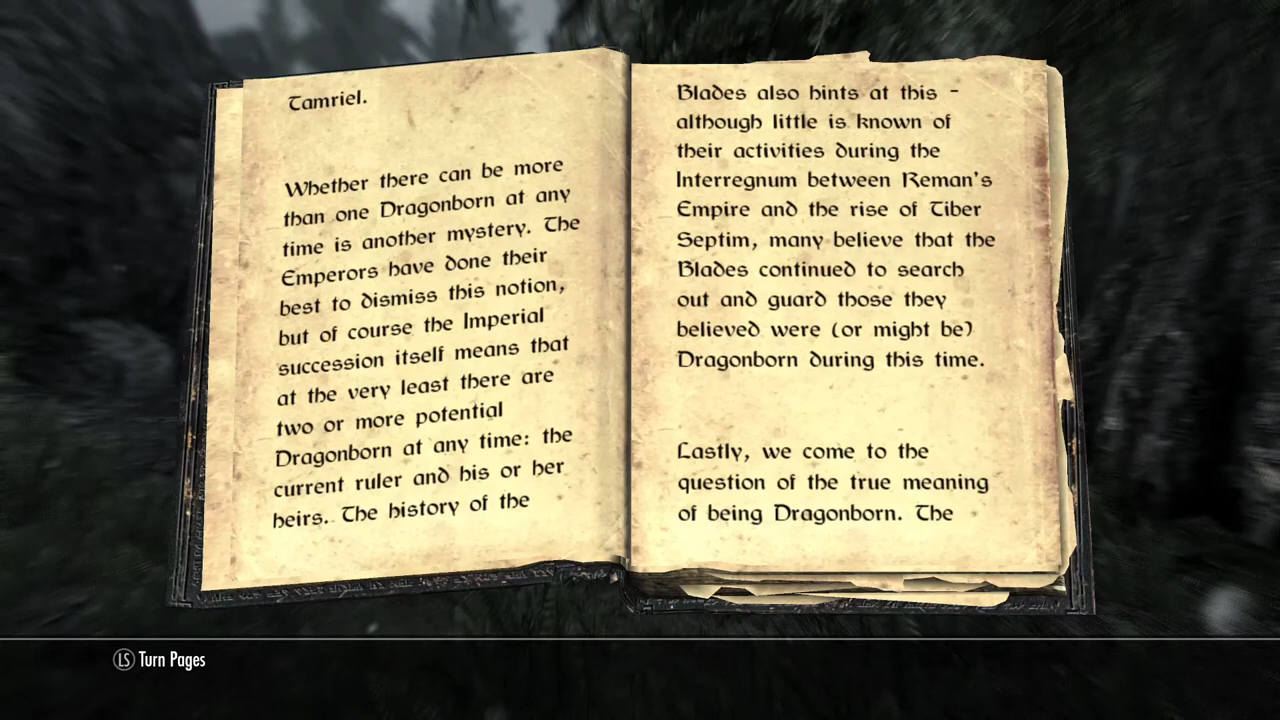 Tamriel.
Whether there can be more
than one Dragonborn at any
time is another mystery. The
Emperors have done their
best to dismiss this notion,
but of course the Imperial
succession itself means that
at the very least there are
two or more potential
Dragonborn at any time: the
current ruler and his or her
heirs. The history of the
Blades also hints at this -
although little is known of
their activities during the
Interregnum between Reman's
Empire and the rise of Tiber
Septim, many believe that the
Blades continued to search
out and guard those they
believed were (or might be)
Dragonborn during this time.
Lastly, we come to the
question of the true meaning
of being Dragonborn. The
LS Turn Pages